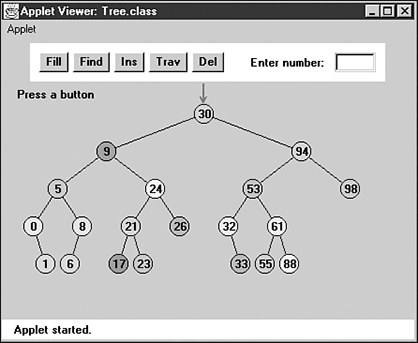 Applet Viewer: Tree.class
Applet
Fill Find Ins Trav Del Enter number:
Press a button
30
9 94
5 24 53 98
0 8 21 26 32 61
1 6 17 23 33 55 88
Applet started.